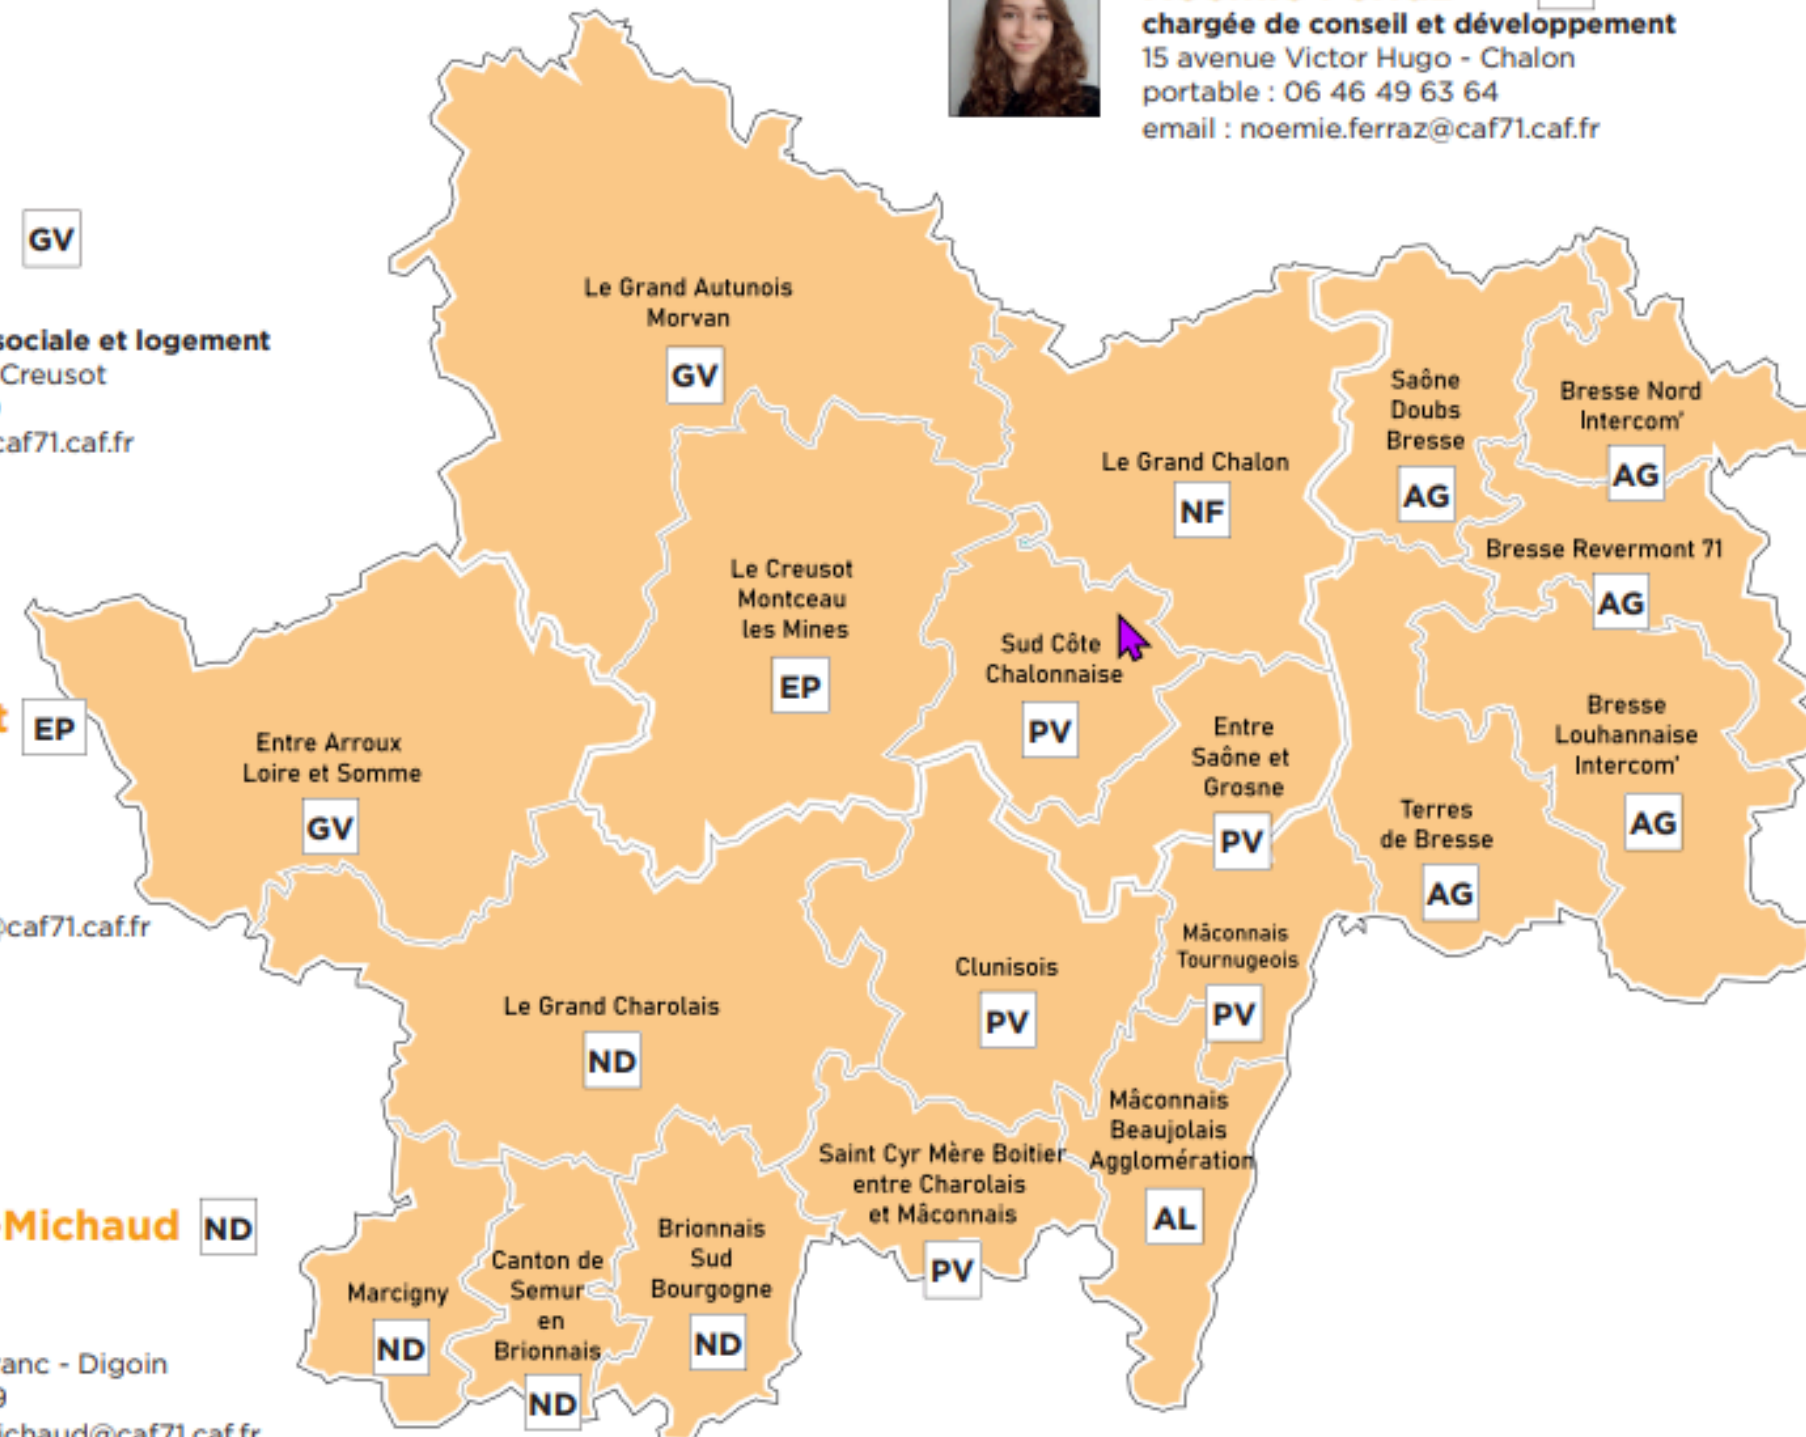 chargée de conseil et développement
15 avenue Victor Hugo - Chalon
portable : 06 46 49 63 64
email : noemie.ferraz@caf71.caf.fr
GV
sociale et logement
Creusot
caf71.caf.fr
EP
@caf71.caf.fr
-Michaud ND
anc - Digoin
9
ichaud@caf71.caf.fr
Le Grand Autunois
Morvan
GV
Le Grand Chalon
NF
Saône
Doubs
Bresse
AG
Bresse Nord
Intercom'
AG
Bresse Revermont 71
AG
Le Creusot
Montceau
les Mines
EP
Sud Côte
Chalonnaise
PV
Entre Arroux
Loire et Somme
GV
Entre
Saône et
Grosne
PV
Bresse
Louhannaise
Intercom'
AG
Terres
de Bresse
AG
Mâconnais
Tournugeois
PV
Clunisois
PV
Le Grand Charolais
ND
Mâconnais
Beaujolais
Agglomération
AL
Saint Cyr Mère Boitier
entre Charolais
et Mâconnais
PV
Brionnais
Sud
Bourgogne
ND
Canton de
Semur
en
Brionnais
ND
Marcigny
ND